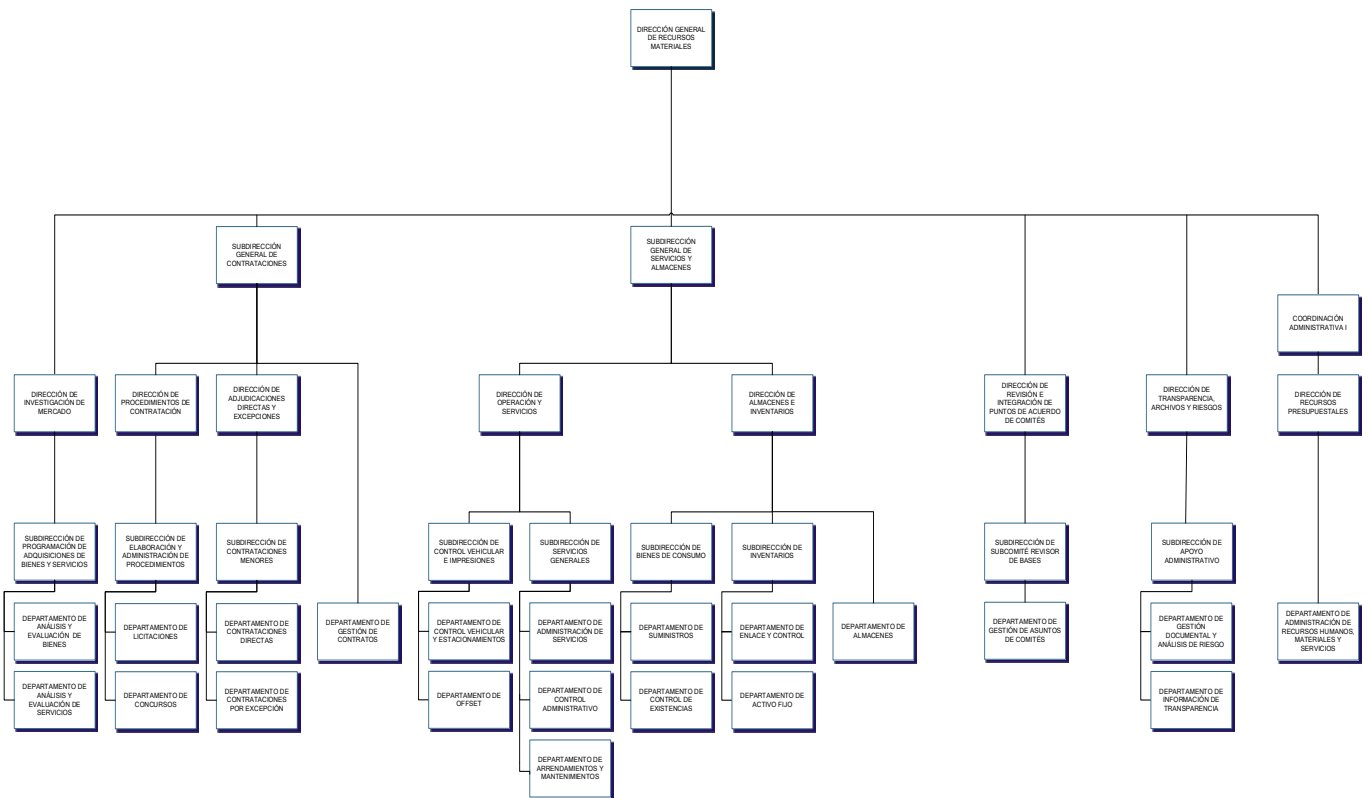 DIRECCIÓN GENERAL
DE RECURSOS
MATERIALES
SUBDIRECCIÓN
GENERAL DE
CONTRATACIONES
SUBDIRECCIÓN
GENERAL DE
SERVICIOS Y
ALMACENES
COORDINACIÓN
ADMINISTRATIVA I
DIRECCIÓN DE
INVESTIGACIÓN DE
MERCADO
DIRECCIÓN DE
PROCEDIMIENTOS DE
CONTRATACIÓN
DIRECCIÓN DE
ADJUDICACIONES
DIRECTAS Y
EXCEPCIONES
DIRECCIÓN DE
OPERACIÓN Y
SERVICIOS
DIRECCIÓN DE
ALMACENES E
INVENTARIOS
DIRECCIÓN DE
REVISIÓN E
INTEGRACIÓN DE
PUNTOS DE ACUERDO
DE COMITÉS
DIRECCIÓN DE
TRANSPARENCIA,
ARCHIVOS Y RIESGOS
DIRECCIÓN DE
RECURSOS
PRESUPUESTALES
SUBDIRECCIÓN DE
PROGRAMACIÓN DE
ADQUISICIONES DE
BIENES Y SERVICIOS
SUBDIRECCIÓN DE
ELABORACIÓN Y
ADMINISTRACIÓN DE
PROCEDIMIENTOS
SUBDIRECCIÓN DE
CONTRATACIONES
MENORES
SUBDIRECCIÓN DE
CONTROL VEHICULAR
E IMPRESIONES
SUBDIRECCIÓN DE
SERVICIOS
GENERALES
SUBDIRECCIÓN DE
BIENES DE CONSUMO
SUBDIRECCIÓN DE
INVENTARIOS
SUBDIRECCIÓN DE
SUBCOMITÉ REVISOR
DE BASES
SUBDIRECCIÓN DE
APOYO
ADMINISTRATIVO
DEPARTAMENTO DE
ANÁLISIS Y
EVALUACIÓN DE
BIENES
DEPARTAMENTO DE
LICITACIONES
DEPARTAMENTO DE
CONTRATACIONES
DIRECTAS
DEPARTAMENTO DE
GESTIÓN DE
CONTRATOS
DEPARTAMENTO DE
CONTROL VEHICULAR
Y ESTACIONAMIENTOS
DEPARTAMENTO DE
ADMINISTRACIÓN DE
SERVICIOS
DEPARTAMENTO DE
SUMINISTROS
DEPARTAMENTO DE
ENLACE Y CONTROL
DEPARTAMENTO DE
ALMACENES
DEPARTAMENTO DE
GESTIÓN DE ASUNTOS
DE COMITÉS
DEPARTAMENTO DE
GESTIÓN
DOCUMENTAL Y
ANÁLISIS DE RIESGO
DEPARTAMENTO DE
ADMINISTRACIÓN DE
RECURSOS HUMANOS,
MATERIALES Y
SERVICIOS
DEPARTAMENTO DE
ANÁLISIS Y
EVALUACIÓN DE
SERVICIOS
DEPARTAMENTO DE
CONCURSOS
DEPARTAMENTO DE
CONTRATACIONES
POR EXCEPCIÓN
DEPARTAMENTO DE
OFFSET
DEPARTAMENTO DE
CONTROL
ADMINISTRATIVO
DEPARTAMENTO DE
CONTROL DE
EXISTENCIAS
DEPARTAMENTO DE
ACTIVO FIJO
DEPARTAMENTO DE
INFORMACIÓN DE
TRANSPARENCIA
DEPARTAMENTO DE
ARRENDAMIENTOS Y
MANTENIMIENTOS